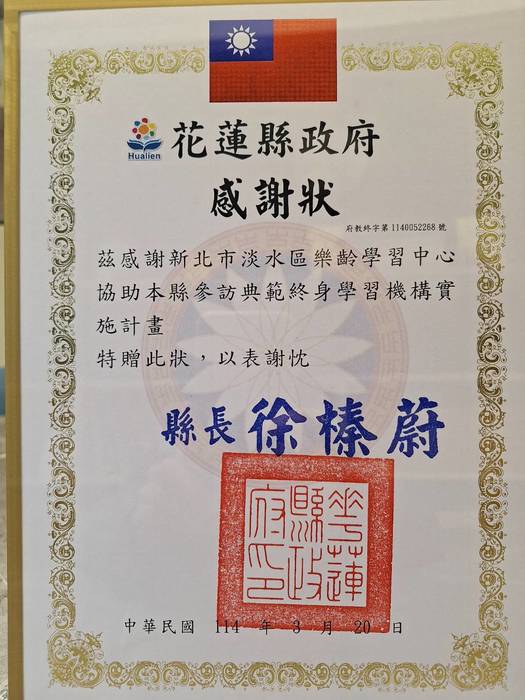 Hualien
花蓮縣政府
感謝狀
府教終字第1140052268號
茲感謝新北市淡水區樂齡學習中心
協助本縣參訪典範終身學習機構實
施計畫
特贈此狀，以表謝忱
縣長 徐榛蔚
花蓮縣政府印
中華民國 114 年 3 月 20 日